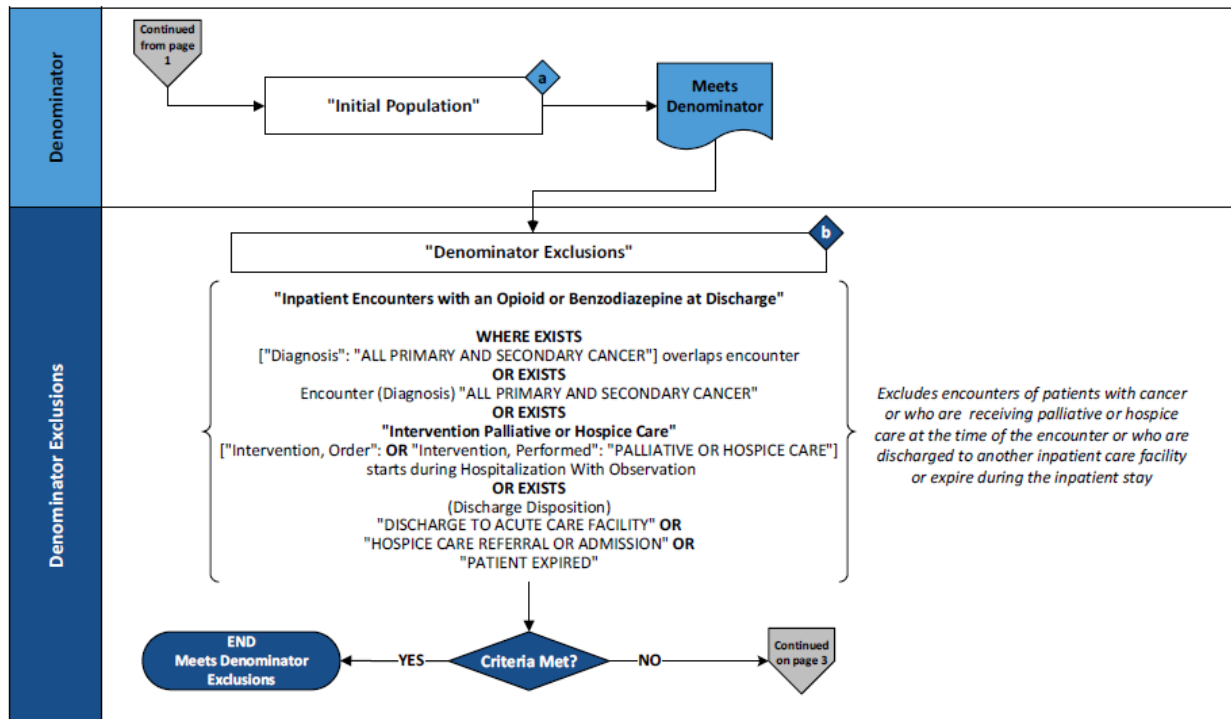 Denominator
Continued
from page
1
"Initial Population"
a
Meets
Denominator
Denominator Exclusions
"Denominator Exclusions"
b
"Inpatient Encounters with an Opioid or Benzodiazepine at Discharge"
WHERE EXISTS
["Diagnosis": "ALL PRIMARY AND SECONDARY CANCER"] overlaps encounter
OR EXISTS
Encounter (Diagnosis) "ALL PRIMARY AND SECONDARY CANCER"
OR EXISTS
"Intervention Palliative or Hospice Care"
["Intervention, Order": OR "Intervention, Performed": "PALLIATIVE OR HOSPICE CARE"]
starts during Hospitalization With Observation
OR EXISTS
(Discharge Disposition)
"DISCHARGE TO ACUTE CARE FACILITY" OR
"HOSPICE CARE REFERRAL OR ADMISSION" OR
"PATIENT EXPIRED"
Excludes encounters of patients with cancer
or who are receiving palliative or hospice
care at the time of the encounter or who are
discharged to another inpatient care facility
or expire during the inpatient stay
END
Meets Denominator
Exclusions
YES
Criteria Met?
NO
Continued
on page 3